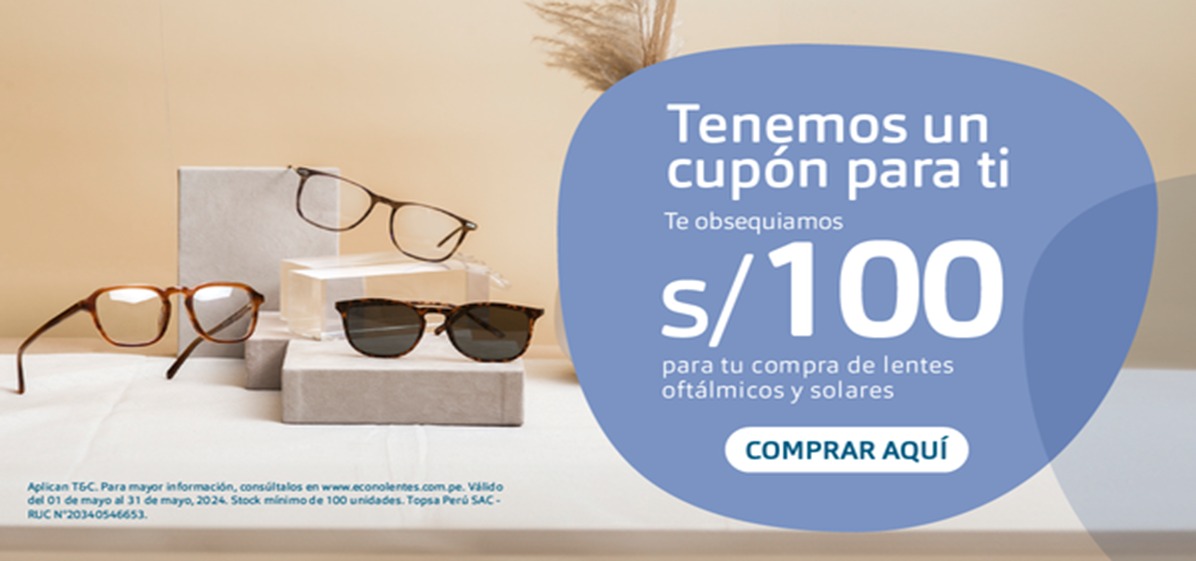 Tenemos un
cupón para ti
Te obsequiamos
s/100
para tu compra de lentes
oftálmicos y solares
COMPRAR AQUÍ
Aplican T&C. Para mayor información, consúltalos en www.econolentes.com.pe. Válido
del 01 de mayo al 31 de mayo, 2024. Stock mínimo de 100 unidades. Topsa Perú SAC -
RUC N°20340546653.